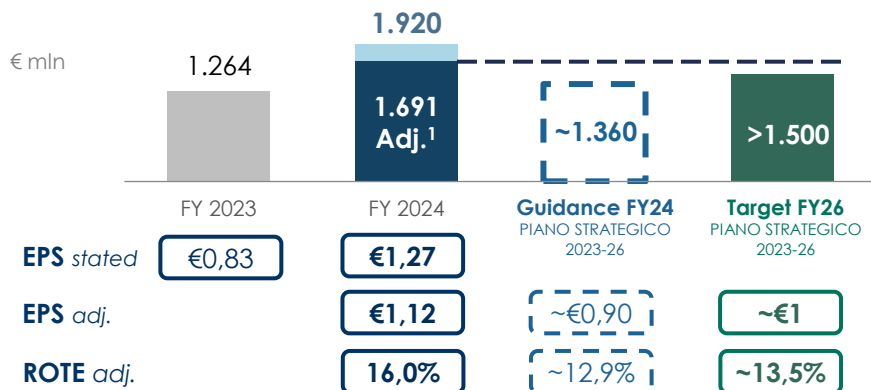 1.920
€ mln
1.264
1.691
Adj.¹
~1.360
>1.500
FY 2023
FY 2024
Guidance FY24
PIANO STRATEGICO
2023-26
Target FY26
PIANO STRATEGICO
2023-26
EPS stated €0,83 €1,27
EPS adj. €1,12 ~€0,90 ~€1
ROTE adj. 16,0% ~12,9% ~13,5%